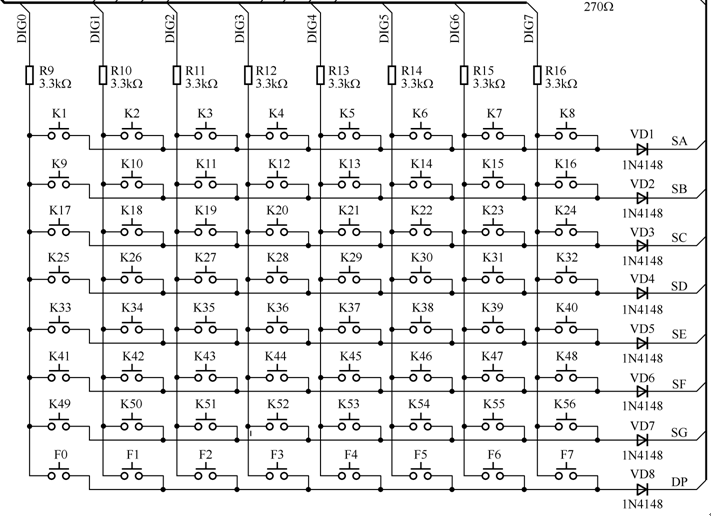 270Ω
DIG0 DIG1 DIG2 DIG3 DIG4 DIG5 DIG6 DIG7
R9 R10 R11 R12 R13 R14 R15 R16
3.3kΩ 3.3kΩ 3.3kΩ 3.3kΩ 3.3kΩ 3.3kΩ 3.3kΩ 3.3kΩ
K1 K2 K3 K4 K5 K6 K7 K8
VD1 SA
1N4148
K9 K10 K11 K12 K13 K14 K15 K16
VD2 SB
1N4148
K17 K18 K19 K20 K21 K22 K23 K24
VD3 SC
1N4148
K25 K26 K27 K28 K29 K30 K31 K32
VD4 SD
1N4148
K33 K34 K35 K36 K37 K38 K39 K40
VD5 SE
1N4148
K41 K42 K43 K44 K45 K46 K47 K48
VD6 SF
1N4148
K49 K50 K51 K52 K53 K54 K55 K56
VD7 SG
1N4148
F0 F1 F2 F3 F4 F5 F6 F7
VD8 DP
1N4148